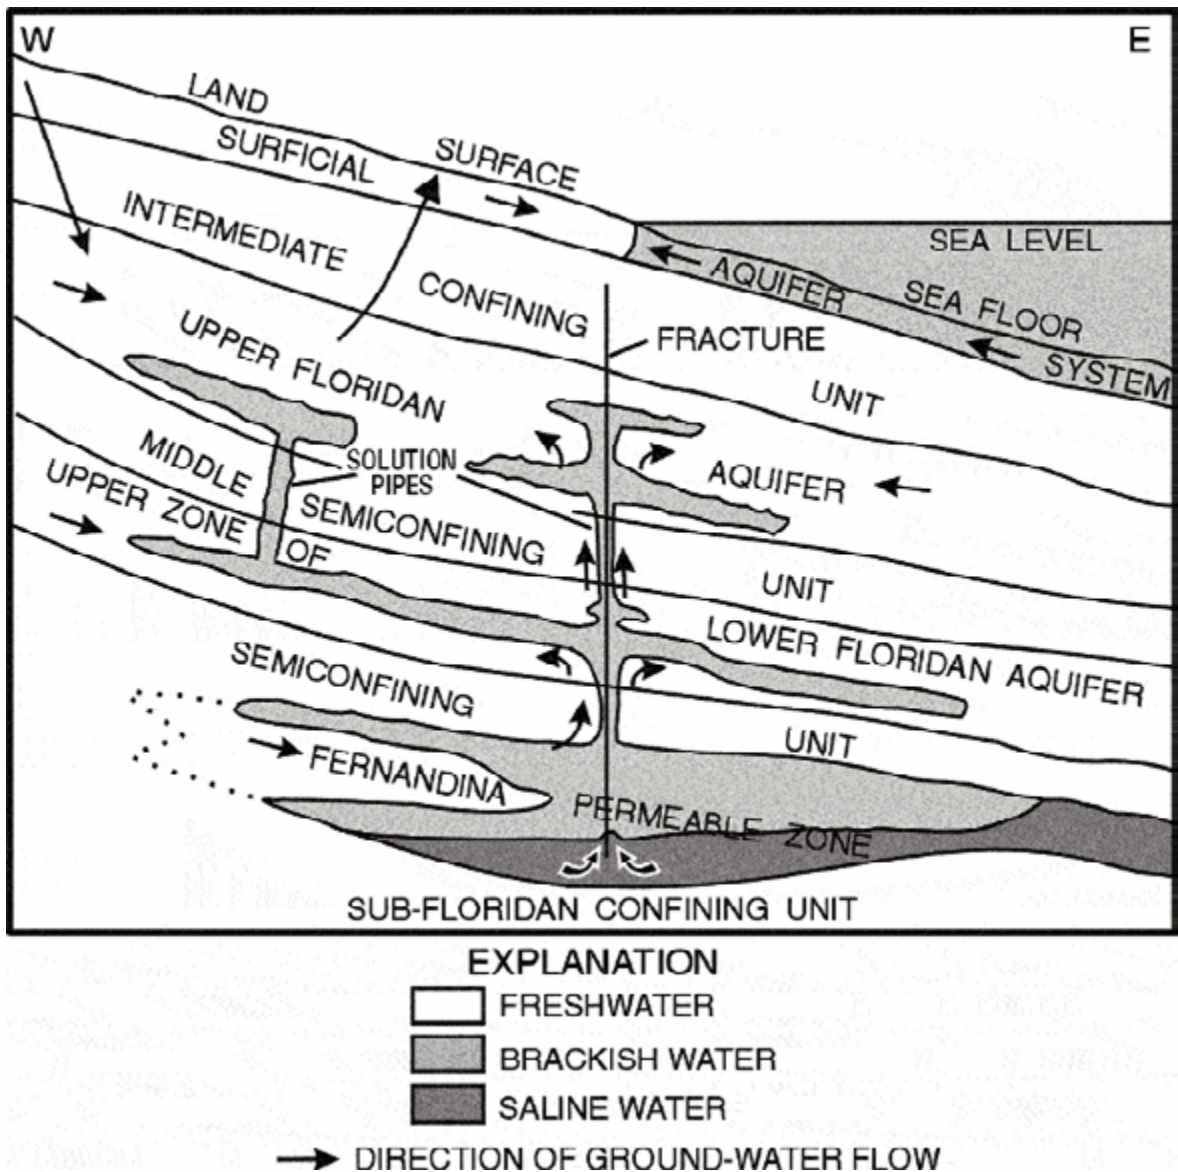 W
E
LAND SURFACE
SURFICIAL AQUIFER SYSTEM
SEA LEVEL
SEA FLOOR
INTERMEDIATE CONFINING UNIT
FRACTURE
UPPER FLORIDAN AQUIFER
SOLUTION
PIPES
MIDDLE SEMICONFINING UNIT
UPPER ZONE OF LOWER FLORIDAN AQUIFER
SEMICONFINING UNIT
FERNANDINA PERMEABLE ZONE
SUB-FLORIDAN CONFINING UNIT
EXPLANATION
FRESHWATER
BRACKISH WATER
SALINE WATER
DIRECTION OF GROUND-WATER FLOW